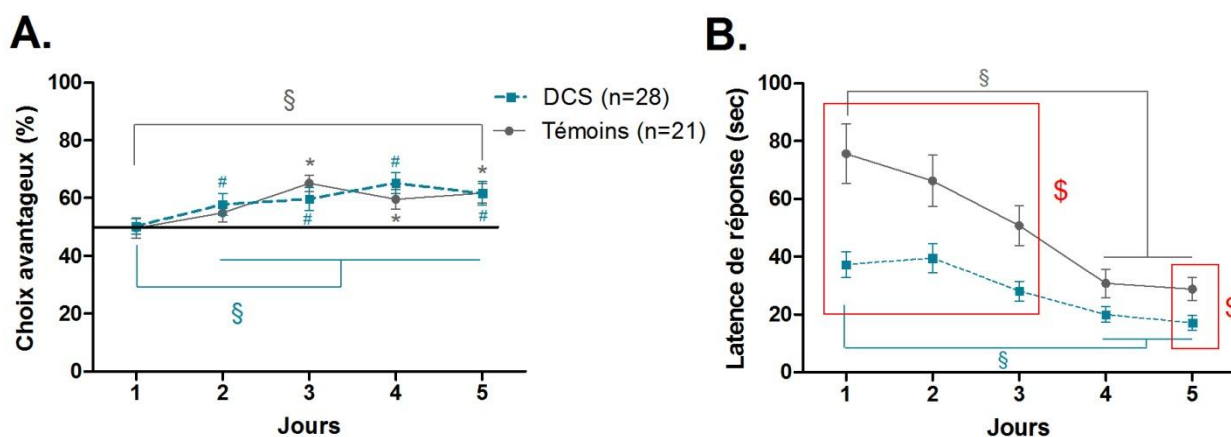 A.
Choix avantageux (%)
100
80
60
40
20
0
§
*
*
*
#
#
#
#
§
1 2 3 4 5
Jours
DCS (n=28)
Témoins (n=21)
B.
Latence de réponse (sec)
100
80
60
40
20
0
§
$
$
§
1 2 3 4 5
Jours